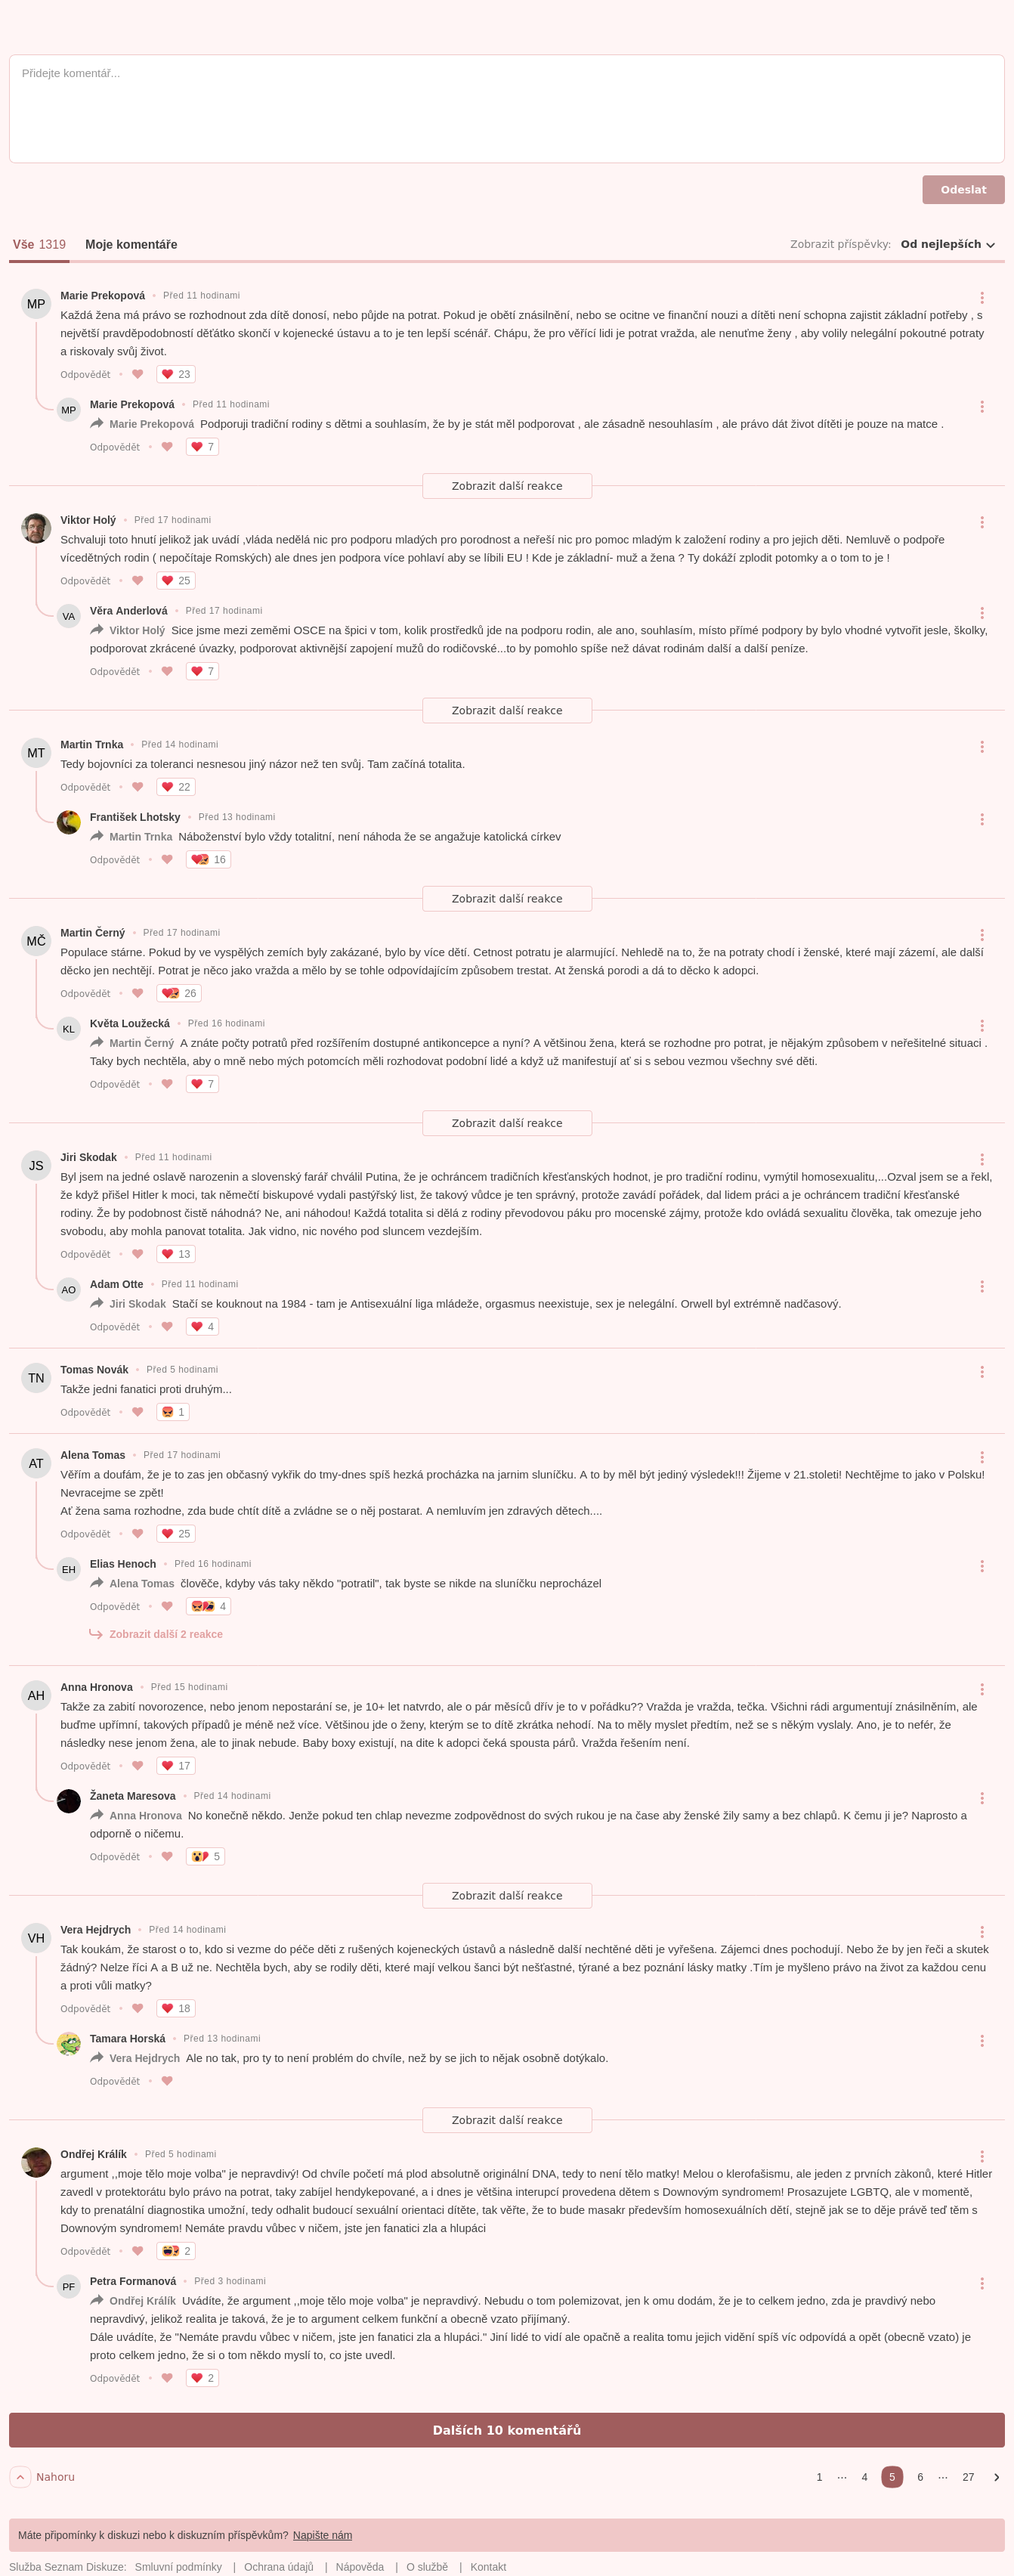 Přidejte komentář...
Odeslat
Vše 1319 Moje komentáře Zobrazit příspěvky: Od nejlepších
MP Marie Prekopová • Před 11 hodinami
Každá žena má právo se rozhodnout zda dítě donosí, nebo půjde na potrat. Pokud je obětí znásilnění, nebo se ocitne ve finanční nouzi a dítěti není schopna zajistit základní potřeby , s
největší pravděpodobností děťátko skončí v kojenecké ústavu a to je ten lepší scénář. Chápu, že pro věřící lidi je potrat vražda, ale nenuťme ženy , aby volily nelegální pokoutné potraty
a riskovaly svůj život.
Odpovědět • 23
MP Marie Prekopová • Před 11 hodinami
Marie Prekopová Podporuji tradiční rodiny s dětmi a souhlasím, že by je stát měl podporovat , ale zásadně nesouhlasím , ale právo dát život dítěti je pouze na matce .
Odpovědět • 7
Zobrazit další reakce
Viktor Holý • Před 17 hodinami
Schvaluji toto hnutí jelikož jak uvádí ,vláda nedělá nic pro podporu mladých pro porodnost a neřeší nic pro pomoc mladým k založení rodiny a pro jejich děti. Nemluvě o podpoře
vícedětných rodin ( nepočítaje Romských) ale dnes jen podpora více pohlaví aby se líbili EU ! Kde je základní- muž a žena ? Ty dokáží zplodit potomky a o tom to je !
Odpovědět • 25
VA Věra Anderlová • Před 17 hodinami
Viktor Holý Sice jsme mezi zeměmi OSCE na špici v tom, kolik prostředků jde na podporu rodin, ale ano, souhlasím, místo přímé podpory by bylo vhodné vytvořit jesle, školky,
podporovat zkrácené úvazky, podporovat aktivnější zapojení mužů do rodičovské...to by pomohlo spíše než dávat rodinám další a další peníze.
Odpovědět • 7
Zobrazit další reakce
MT Martin Trnka • Před 14 hodinami
Tedy bojovníci za toleranci nesnesou jiný názor než ten svůj. Tam začíná totalita.
Odpovědět • 22
František Lhotsky • Před 13 hodinami
Martin Trnka Náboženství bylo vždy totalitní, není náhoda že se angažuje katolická církev
Odpovědět • 16
Zobrazit další reakce
MČ Martin Černý • Před 17 hodinami
Populace stárne. Pokud by ve vyspělých zemích byly zakázané, bylo by více dětí. Cetnost potratu je alarmující. Nehledě na to, že na potraty chodí i ženské, které mají zázemí, ale další
děcko jen nechtějí. Potrat je něco jako vražda a mělo by se tohle odpovídajícím způsobem trestat. At ženská porodi a dá to děcko k adopci.
Odpovědět • 26
KL Květa Loužecká • Před 16 hodinami
Martin Černý A znáte počty potratů před rozšířením dostupné antikoncepce a nyní? A většinou žena, která se rozhodne pro potrat, je nějakým způsobem v neřešitelné situaci .
Taky bych nechtěla, aby o mně nebo mých potomcích měli rozhodovat podobní lidé a když už manifestují ať si s sebou vezmou všechny své děti.
Odpovědět • 7
Zobrazit další reakce
JS Jiri Skodak • Před 11 hodinami
Byl jsem na jedné oslavě narozenin a slovenský farář chválil Putina, že je ochráncem tradičních křesťanských hodnot, je pro tradiční rodinu, vymýtil homosexualitu,...Ozval jsem se a řekl,
že když přišel Hitler k moci, tak němečtí biskupové vydali pastýřský list, že takový vůdce je ten správný, protože zavádí pořádek, dal lidem práci a je ochráncem tradiční křesťanské
rodiny. Že by podobnost čistě náhodná? Ne, ani náhodou! Každá totalita si dělá z rodiny převodovou páku pro mocenské zájmy, protože kdo ovládá sexualitu člověka, tak omezuje jeho
svobodu, aby mohla panovat totalita. Jak vidno, nic nového pod sluncem vezdejším.
Odpovědět • 13
AO Adam Otte • Před 11 hodinami
Jiri Skodak Stačí se kouknout na 1984 - tam je Antisexuální liga mládeže, orgasmus neexistuje, sex je nelegální. Orwell byl extrémně nadčasový.
Odpovědět • 4
TN Tomas Novák • Před 5 hodinami
Takže jedni fanatici proti druhým...
Odpovědět • 1
AT Alena Tomas • Před 17 hodinami
Věřím a doufám, že je to zas jen občasný vykřik do tmy-dnes spíš hezká procházka na jarnim sluníčku. A to by měl být jediný výsledek!!! Žijeme v 21.stoleti! Nechtějme to jako v Polsku!
Nevracejme se zpět!
Ať žena sama rozhodne, zda bude chtít dítě a zvládne se o něj postarat. A nemluvím jen zdravých dětech....
Odpovědět • 25
EH Elias Henoch • Před 16 hodinami
Alena Tomas člověče, kdyby vás taky někdo "potratil", tak byste se nikde na sluníčku neprocházel
Odpovědět • 4
Zobrazit další 2 reakce
AH Anna Hronova • Před 15 hodinami
Takže za zabití novorozence, nebo jenom nepostarání se, je 10+ let natvrdo, ale o pár měsíců dřív je to v pořádku?? Vražda je vražda, tečka. Všichni rádi argumentují znásilněním, ale
buďme upřímní, takových případů je méně než více. Většinou jde o ženy, kterým se to dítě zkrátka nehodí. Na to měly myslet předtím, než se s někým vyslaly. Ano, je to nefér, že
následky nese jenom žena, ale to jinak nebude. Baby boxy existují, na dite k adopci čeká spousta párů. Vražda řešením není.
Odpovědět • 17
Žaneta Maresova • Před 14 hodinami
Anna Hronova No konečně někdo. Jenže pokud ten chlap nevezme zodpovědnost do svých rukou je na čase aby ženské žily samy a bez chlapů. K čemu ji je? Naprosto a
odporně o ničemu.
Odpovědět • 5
Zobrazit další reakce
VH Vera Hejdrych • Před 14 hodinami
Tak koukám, že starost o to, kdo si vezme do péče děti z rušených kojeneckých ústavů a následně další nechtěné děti je vyřešena. Zájemci dnes pochodují. Nebo že by jen řeči a skutek
žádný? Nelze říci A a B už ne. Nechtěla bych, aby se rodily děti, které mají velkou šanci být nešťastné, týrané a bez poznání lásky matky .Tím je myšleno právo na život za každou cenu
a proti vůli matky?
Odpovědět • 18
Tamara Horská • Před 13 hodinami
Vera Hejdrych Ale no tak, pro ty to není problém do chvíle, než by se jich to nějak osobně dotýkalo.
Odpovědět •
Zobrazit další reakce
Ondřej Králík • Před 5 hodinami
argument ,,moje tělo moje volba" je nepravdivý! Od chvíle početí má plod absolutně originální DNA, tedy to není tělo matky! Melou o klerofašismu, ale jeden z prvních zàkonů, které Hitler
zavedl v protektorátu bylo právo na potrat, taky zabíjel hendykepované, a i dnes je většina interupcí provedena dětem s Downovým syndromem! Prosazujete LGBTQ, ale v momentě,
kdy to prenatální diagnostika umožní, tedy odhalit budoucí sexuální orientaci dítěte, tak věřte, že to bude masakr především homosexuálních dětí, stejně jak se to děje právě teď těm s
Downovým syndromem! Nemáte pravdu vůbec v ničem, jste jen fanatici zla a hlupáci
Odpovědět • 2
PF Petra Formanová • Před 3 hodinami
Ondřej Králík Uvádíte, že argument ,,moje tělo moje volba" je nepravdivý. Nebudu o tom polemizovat, jen k omu dodám, že je to celkem jedno, zda je pravdivý nebo
nepravdivý, jelikož realita je taková, že je to argument celkem funkční a obecně vzato přijímaný.
Dále uvádíte, že "Nemáte pravdu vůbec v ničem, jste jen fanatici zla a hlupáci." Jiní lidé to vidí ale opačně a realita tomu jejich vidění spíš víc odpovídá a opět (obecně vzato) je
proto celkem jedno, že si o tom někdo myslí to, co jste uvedl.
Odpovědět • 2
Dalších 10 komentářů
Nahoru 1 ··· 4 5 6 ··· 27
Máte připomínky k diskuzi nebo k diskuzním příspěvkům? Napište nám
Služba Seznam Diskuze: Smluvní podmínky | Ochrana údajů | Nápověda | O službě | Kontakt